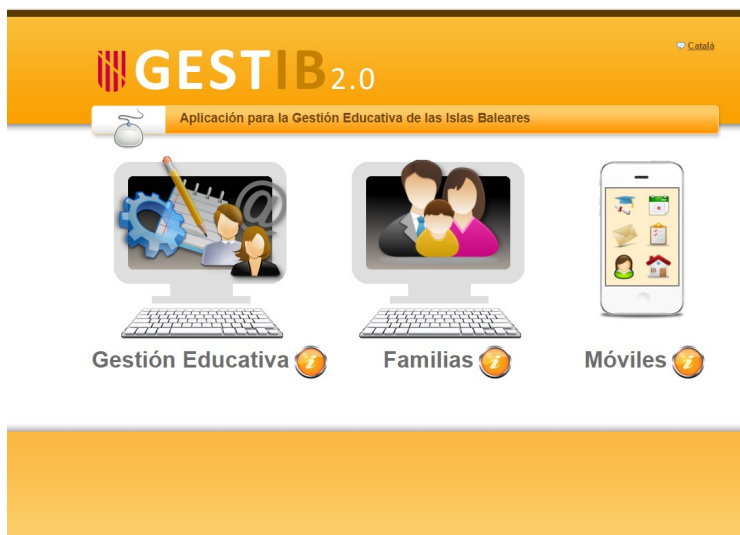 Català
GESTIB 2.0
Aplicación para la Gestión Educativa de las Islas Baleares
@
Gestión Educativa i
Familias i
Móviles i